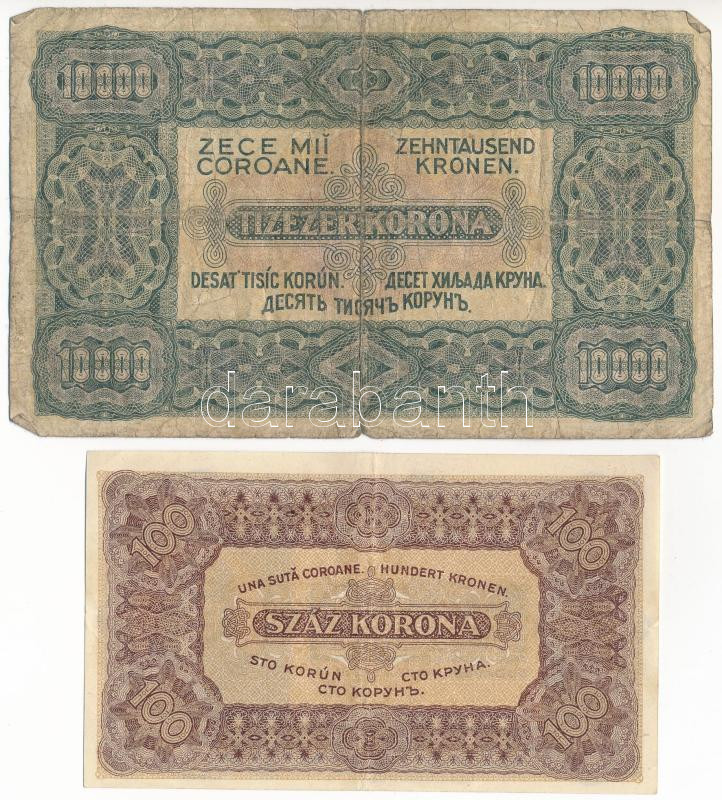 10000 10000
ZECE MIĬ ZEHNTAUSEND
COROANE. KRONEN.
TIZEZER KORONA
DESAŤ TISÍC KORÚN. ДЕСЕТ ХИЉАДА КРУНА.
ДЕСЯТЬ ТИСЯЧЪ КОРУНЪ.
10000 10000
darabanth
100 100
UNA SUTĂ COROANE. HUNDERT KRONEN.
SZÁZ KORONA
STO KORÚN СТО КРУНА.
СТО КОРУНЪ.
100 100